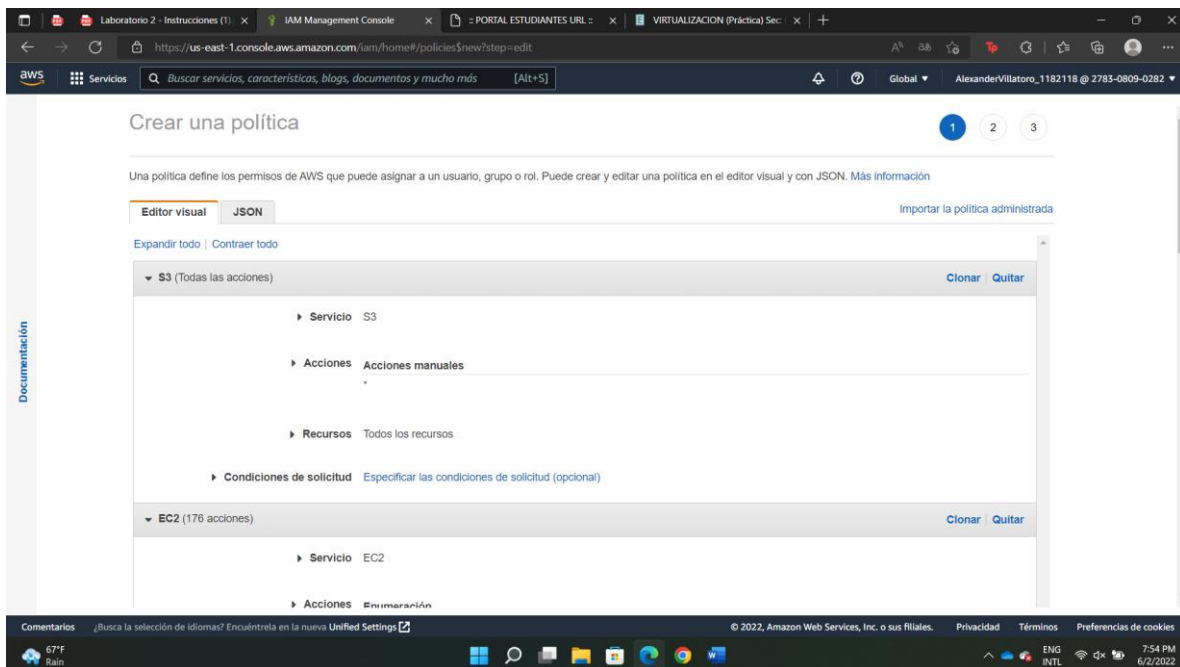 Laboratorio 2 - Instrucciones (1)
IAM Management Console
:: PORTAL ESTUDIANTES URL ::
VIRTUALIZACION (Práctica) Sec
https://us-east-1.console.aws.amazon.com/iam/home#/policies$new?step=edit
aws
Servicios
Buscar servicios, características, blogs, documentos y mucho más
[Alt+S]
Global
AlexanderVillatoro_1182118 @ 2783-0809-0282
Documentación
Crear una política
1 2 3
Una política define los permisos de AWS que puede asignar a un usuario, grupo o rol. Puede crear y editar una política en el editor visual y con JSON. Más información
Editor visual JSON
Importar la política administrada
Expandir todo | Contraer todo
S3 (Todas las acciones)
Clonar Quitar
Servicio S3
Acciones Acciones manuales
*
Recursos Todos los recursos
Condiciones de solicitud Especificar las condiciones de solicitud (opcional)
EC2 (176 acciones)
Clonar Quitar
Servicio EC2
Acciones Enumeración
Comentarios ¿Busca la selección de idiomas? Encuéntrela en la nueva Unified Settings
© 2022, Amazon Web Services, Inc. o sus filiales. Privacidad Términos Preferencias de cookies
67°F
Rain
ENG
INTL
7:54 PM
6/2/2022